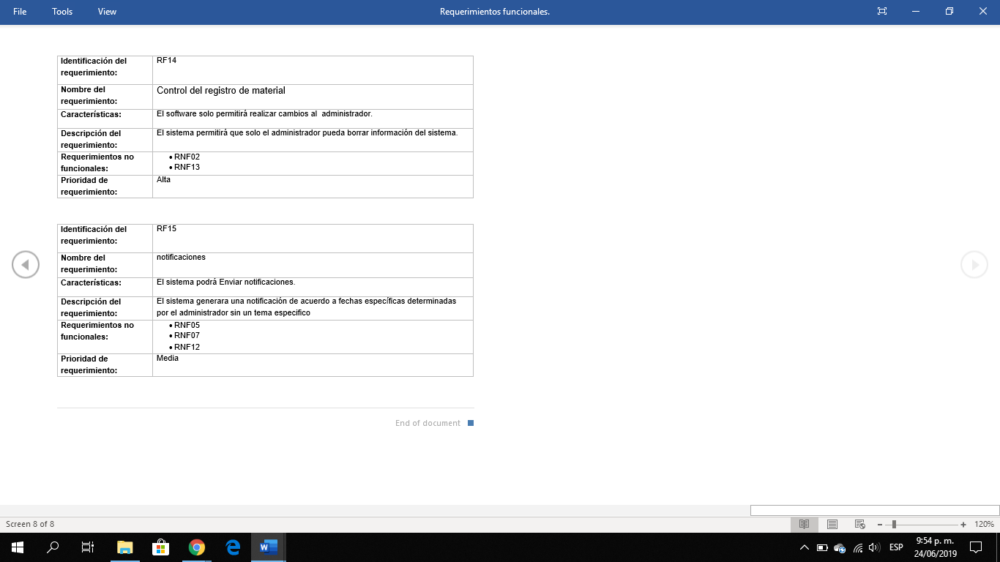 File Tools View Requerimientos funcionales.
Identificación del
requerimiento:
RF14
Nombre del
requerimiento:
Control del registro de material
Características:
El software solo permitirá realizar cambios al  administrador.
Descripción del
requerimiento:
El sistema permitirá que solo el administrador pueda borrar información del sistema.
Requerimientos no
funcionales:
• RNF02
• RNF13
Prioridad de
requerimiento:
Alta
Identificación del
requerimiento:
RF15
Nombre del
requerimiento:
notificaciones
Características:
El sistema podrá Enviar notificaciones.
Descripción del
requerimiento:
El sistema generara una notificación de acuerdo a fechas específicas determinadas
por el administrador sin un tema especifico
Requerimientos no
funcionales:
• RNF05
• RNF07
• RNF12
Prioridad de
requerimiento:
Media
End of document
Screen 8 of 8
120%
ESP
9:54 p. m.
24/06/2019